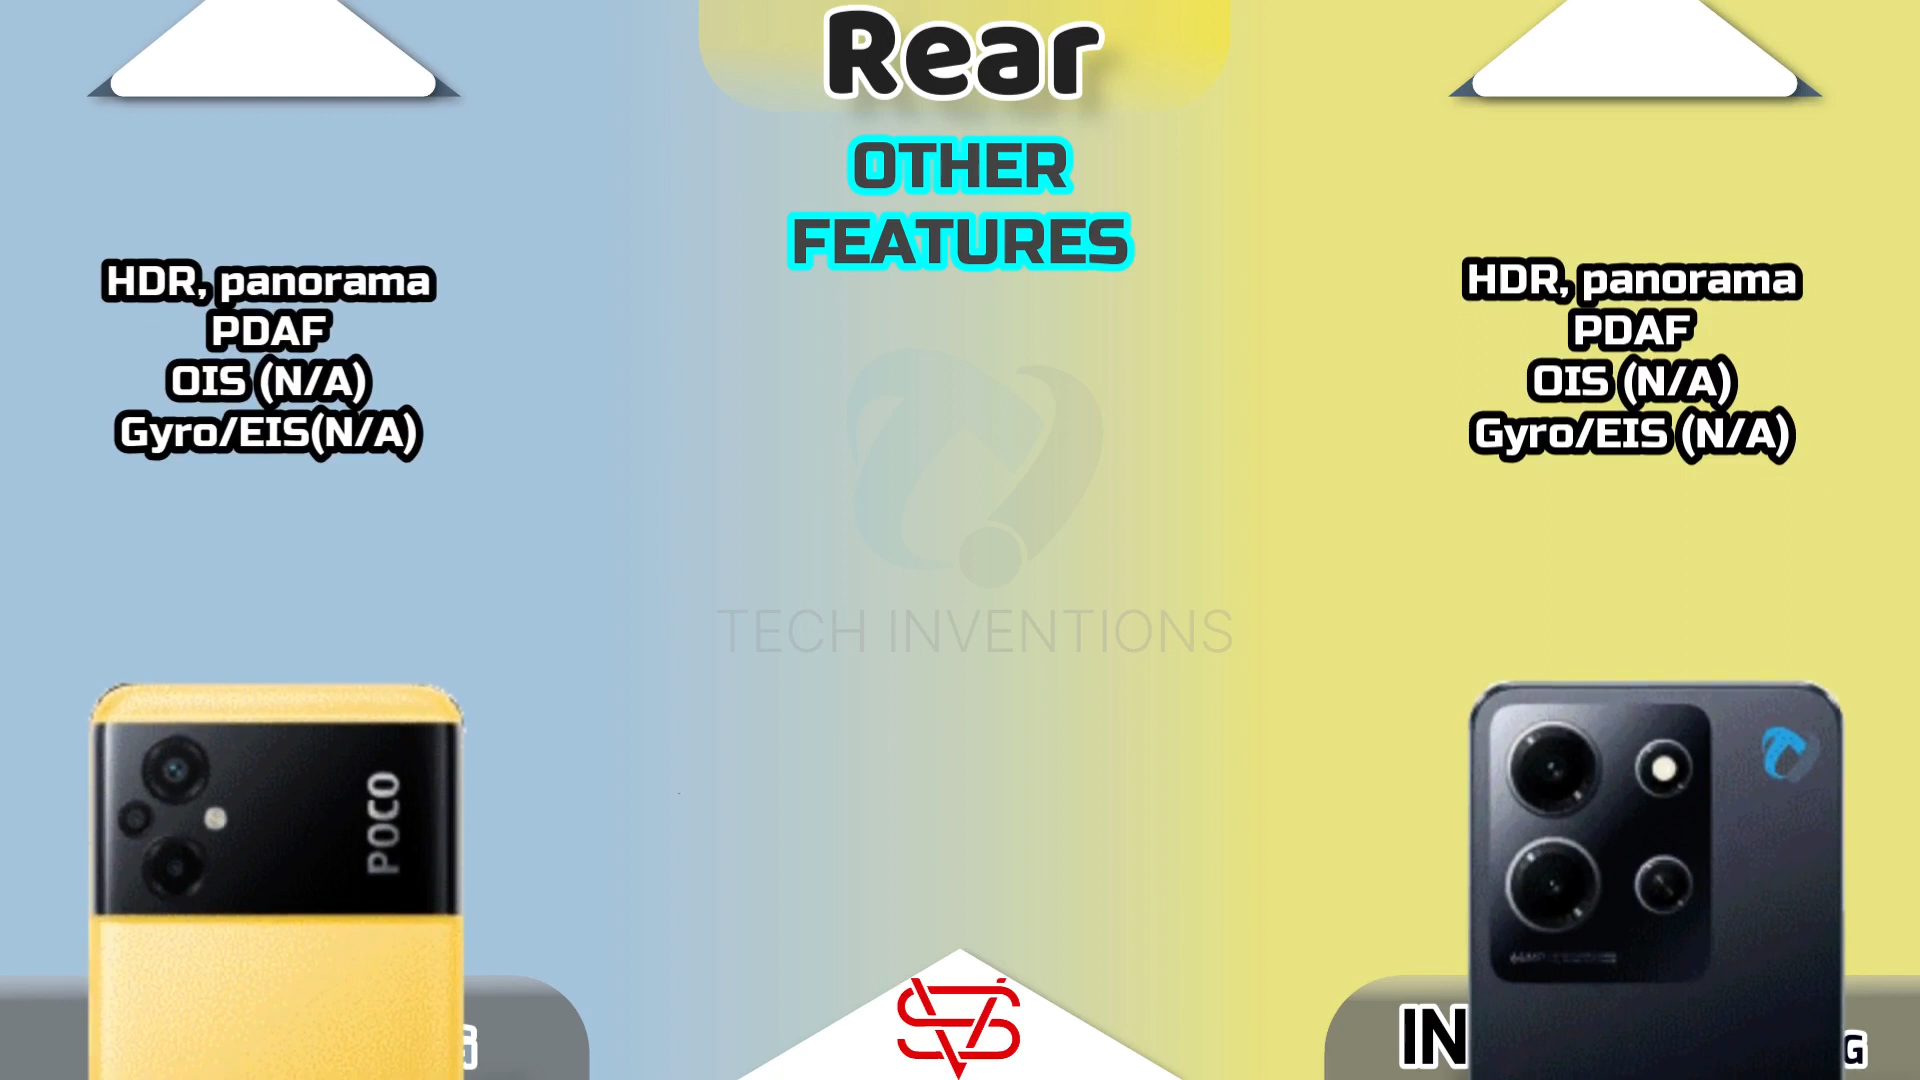 Rear
OTHER
FEATURES
HDR, panorama
PDAF
OIS (N/A)
Gyro/EIS(N/A)
HDR, panorama
PDAF
OIS (N/A)
Gyro/EIS (N/A)
TECH INVENTIONS
POCO
VS
G
IN
G